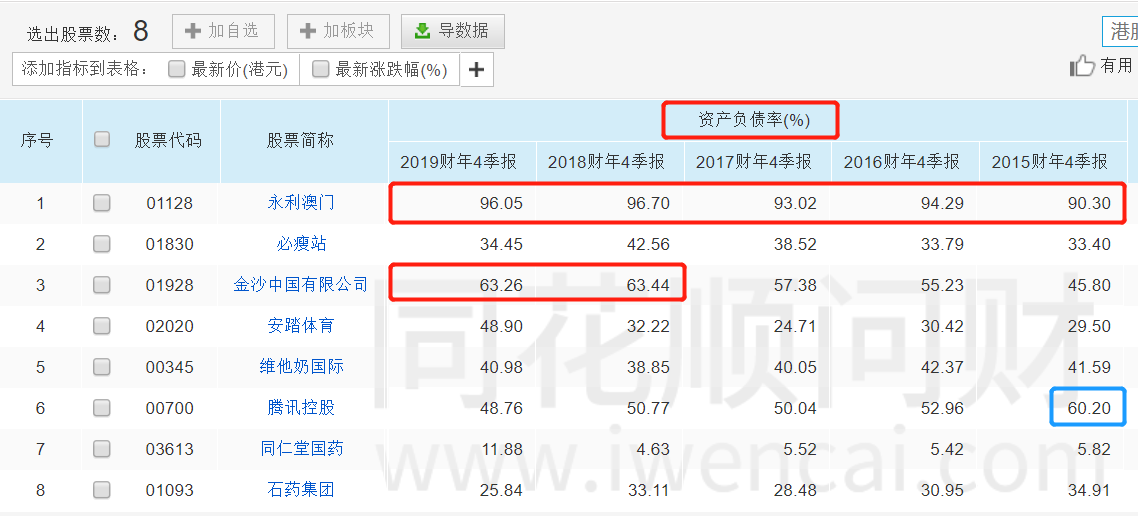 选出股票数： 8 加自选 加板块 导数据 港股
添加指标到表格： 最新价(港元) 最新涨跌幅(%) + 有用
资产负债率(%)
序号 股票代码 股票简称
2019财年4季报 2018财年4季报 2017财年4季报 2016财年4季报 2015财年4季报
1 01128 永利澳门 96.05 96.70 93.02 94.29 90.30
2 01830 必瘦站 34.45 42.56 38.52 33.79 33.40
3 01928 金沙中国有限公司 63.26 63.44 57.38 55.23 45.80
4 02020 安踏体育 48.90 32.22 24.71 30.42 29.50
5 00345 维他奶国际 40.98 38.85 40.05 42.37 41.59
6 00700 腾讯控股 48.76 50.77 50.04 52.96 60.20
7 03613 同仁堂国药 11.88 4.63 5.52 5.42 5.82
8 01093 石药集团 25.84 33.11 28.48 30.95 34.91
同花顺问财
www.iwencai.com